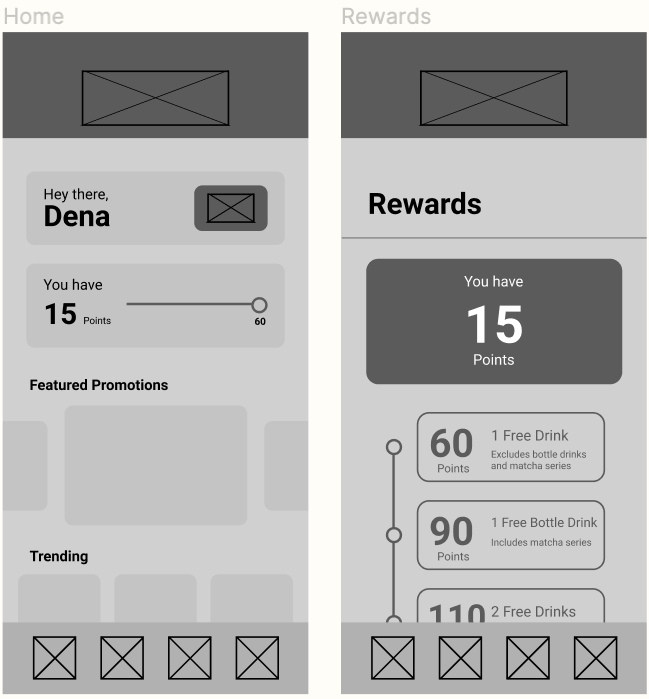 Home
Hey there,
Dena
You have
15 Points
60
Featured Promotions
Trending
Rewards
Rewards
You have
15
Points
60
Points
1 Free Drink
Excludes bottle drinks
and matcha series
90
Points
1 Free Bottle Drink
Includes matcha series
110
2 Free Drinks